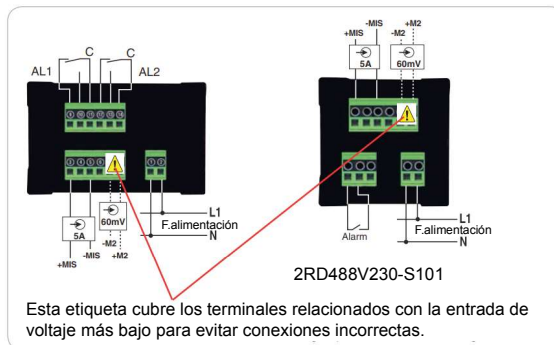 AL1
C
C
AL2
5A
+MIS
-MIS
60mV
-M2
+M2
L1
F.alimentación
N
+MIS
-MIS
+M2
-M2
5A
60mV
Alarm
L1
F.alimentación
N
2RD488V230-S101
Esta etiqueta cubre los terminales relacionados con la entrada de
voltaje más bajo para evitar conexiones incorrectas.